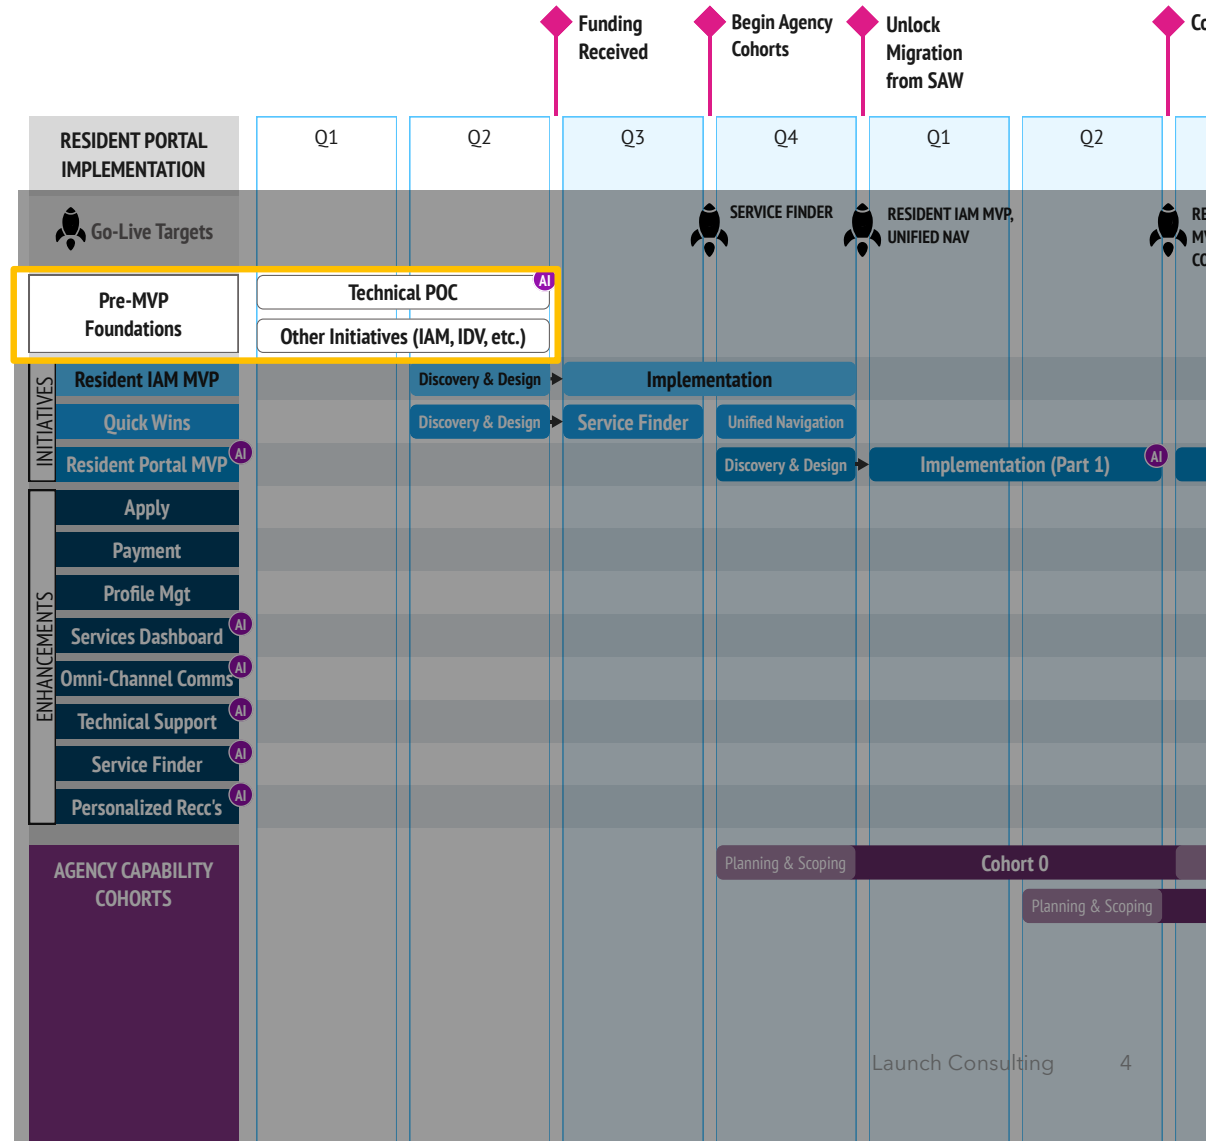 Funding
Received
Begin Agency
Cohorts
Unlock
Migration
from SAW
RESIDENT PORTAL
IMPLEMENTATION
Q1
Q2
Q3
Q4
Q1
Q2
Go-Live Targets
SERVICE FINDER
RESIDENT IAM MVP,
UNIFIED NAV
Pre-MVP
Foundations
Technical POC
AI
Other Initiatives (IAM, IDV, etc.)
INITIATIVES
Resident IAM MVP
Discovery & Design
Implementation
Quick Wins
Discovery & Design
Service Finder
Unified Navigation
Resident Portal MVP
AI
Discovery & Design
Implementation (Part 1)
AI
ENHANCEMENTS
Apply
Payment
Profile Mgt
Services Dashboard
AI
Omni-Channel Comms
AI
Technical Support
AI
Service Finder
AI
Personalized Recc's
AI
AGENCY CAPABILITY
COHORTS
Planning & Scoping
Cohort 0
Planning & Scoping
Launch Consulting
4